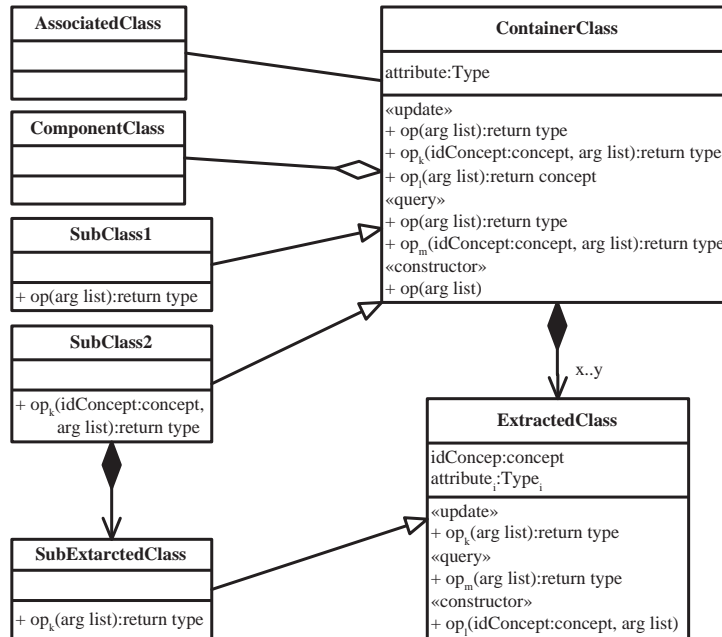 AssociatedClass
ComponentClass
SubClass1
+ op(arg list):return type
SubClass2
+ opk(idConcept:concept,
arg list):return type
SubExtarctedClass
+ opk(arg list):return type
ContainerClass
attribute:Type
«update»
+ op(arg list):return type
+ opk(idConcept:concept, arg list):return type
+ opl(arg list):return concept
«query»
+ op(arg list):return type
+ opm(idConcept:concept, arg list):return type
«constructor»
+ op(arg list)
x..y
ExtractedClass
idConcep:concept
attributei:Typei
«update»
+ opk(arg list):return type
«query»
+ opm(arg list):return type
«constructor»
+ opl(idConcept:concept, arg list)